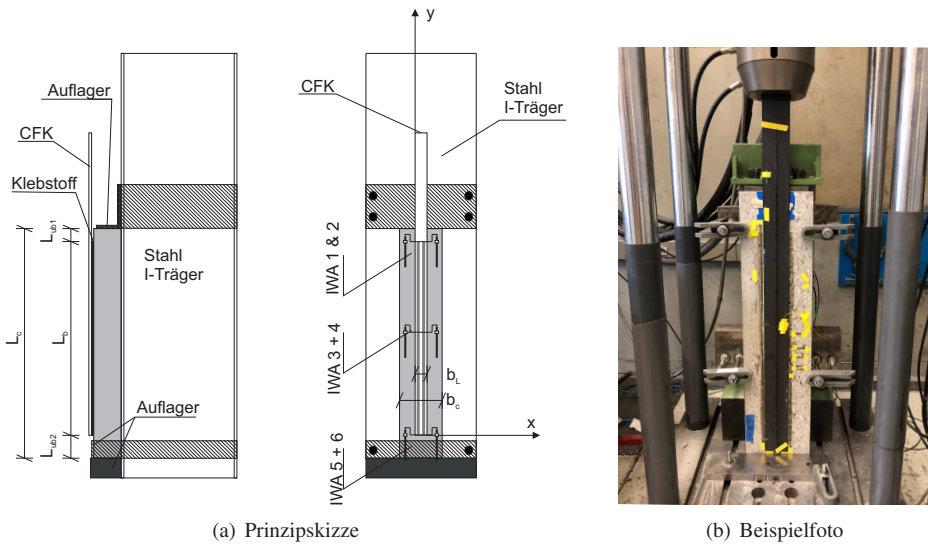 y
Auflager
CFK
Klebstoff
L_ub1
Stahl
I-Träger
L_c
L_b
Auflager
L_ub2
CFK
Stahl
I-Träger
IWA 1 & 2
IWA 3 + 4
b_L
b_c
x
IWA 5 + 6
(a) Prinzipskizze
(b) Beispielfoto